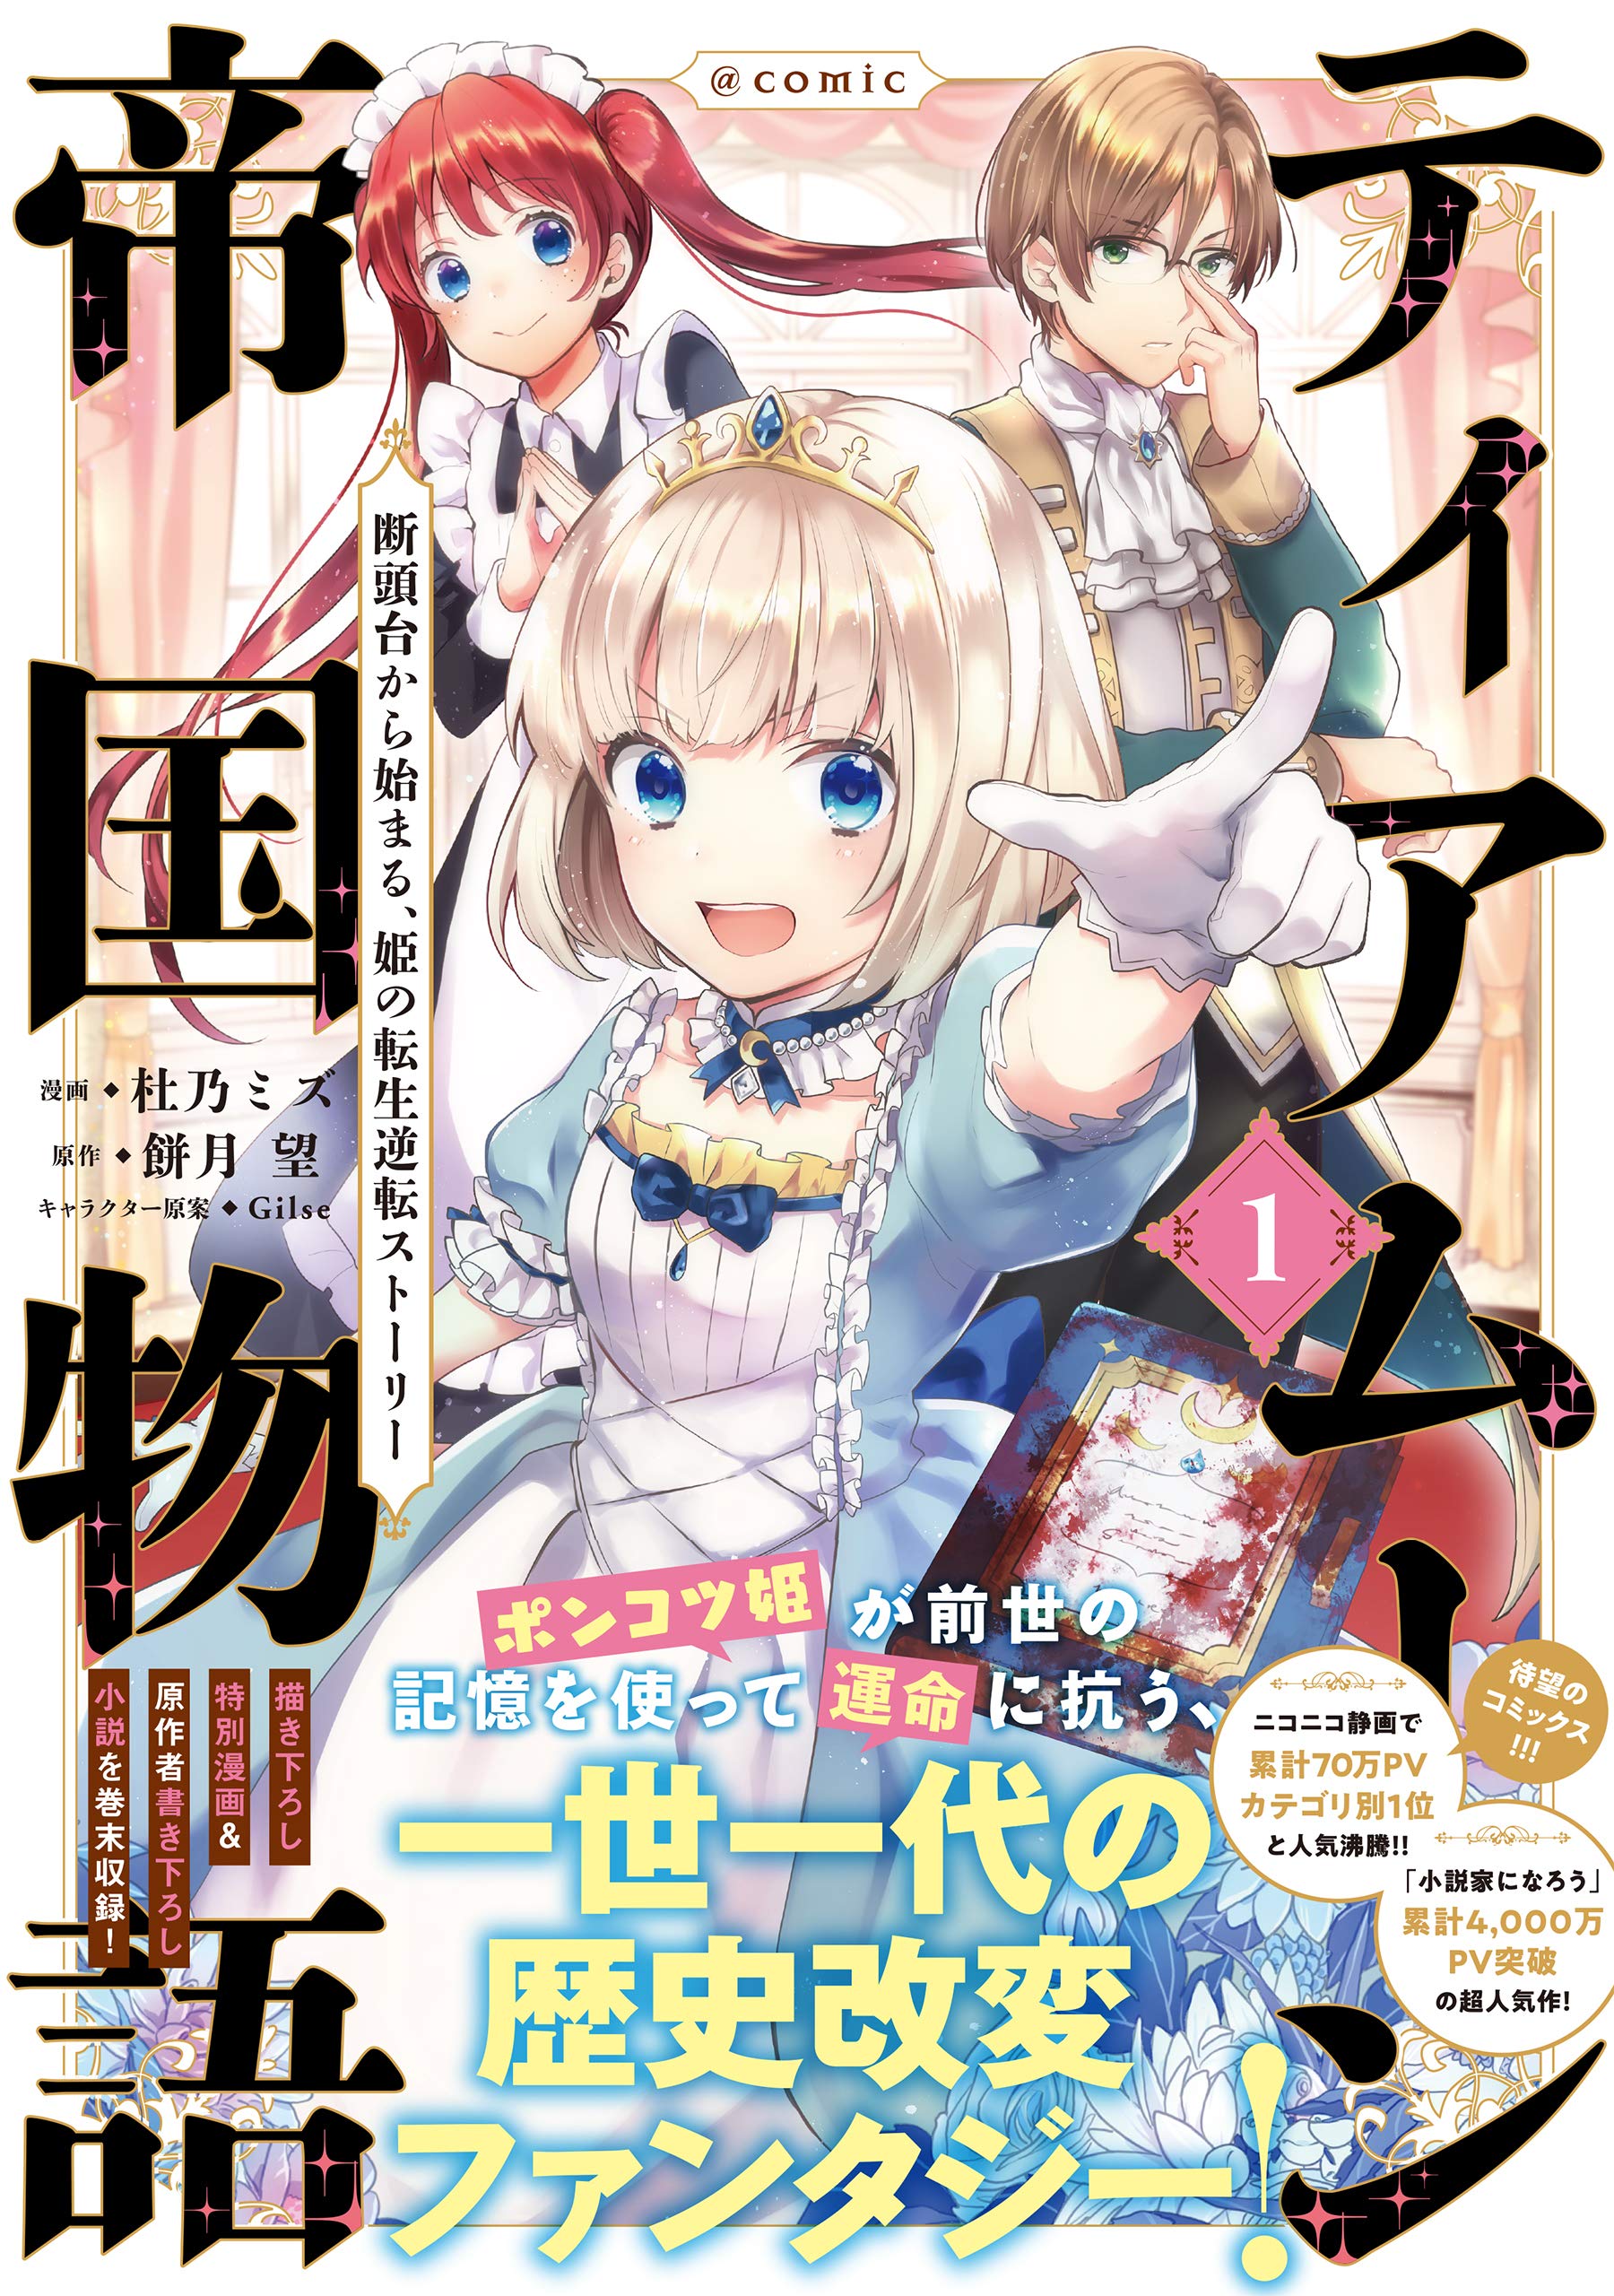 @comic
ティアムーン
帝国物語
断頭台から始まる、姫の転生逆転ストーリー
1
漫画◆杜乃ミズ
原作◆餅月 望
キャラクター原案◆Gilse
描き下ろし
特別漫画&
原作者書き下ろし
小説を巻末収録!
ポンコツ姫が前世の
記憶を使って運命に抗う、
一世一代の
歴史改変
ファンタジー!
待望の
コミックス
!!!
ニコニコ静画で
累計70万PV
カテゴリ別1位
と人気沸騰!!
「小説家になろう」
累計4,000万
PV突破
の超人気作!